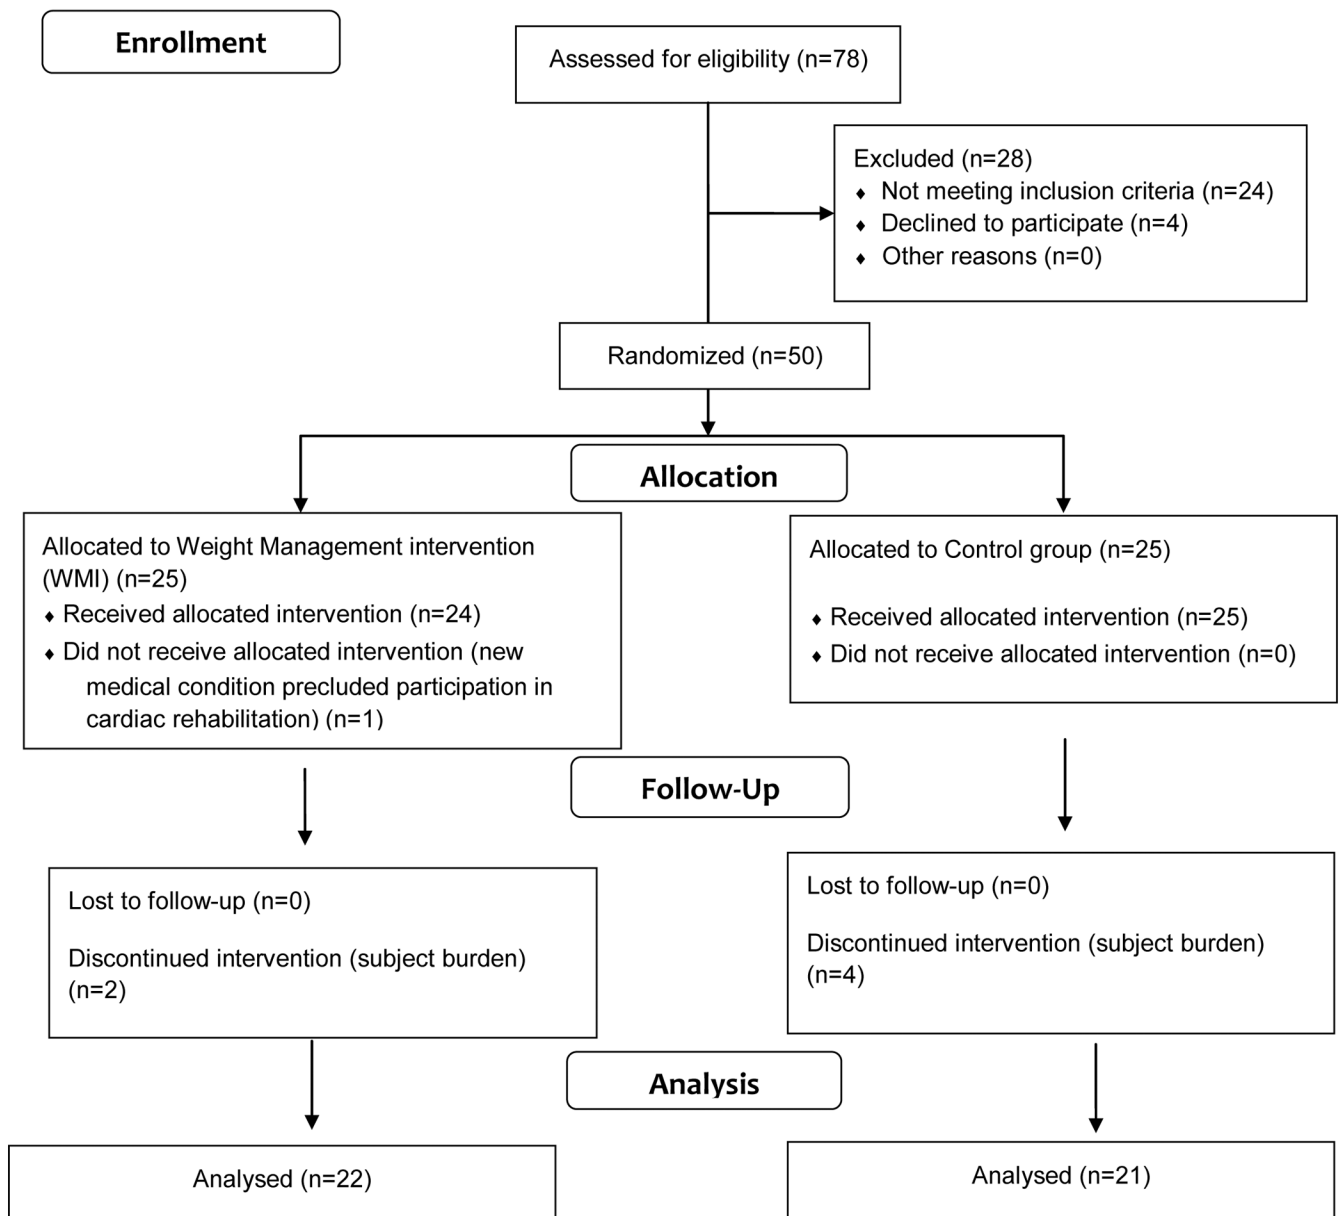 Enrollment
Assessed for eligibility (n=78)
Excluded (n=28)
♦ Not meeting inclusion criteria (n=24)
♦ Declined to participate (n=4)
♦ Other reasons (n=0)
Randomized (n=50)
Allocation
Allocated to Weight Management intervention
(WMI) (n=25)
♦ Received allocated intervention (n=24)
♦ Did not receive allocated intervention (new
medical condition precluded participation in
cardiac rehabilitation) (n=1)
Allocated to Control group (n=25)
♦ Received allocated intervention (n=25)
♦ Did not receive allocated intervention (n=0)
Follow-Up
Lost to follow-up (n=0)
Discontinued intervention (subject burden)
(n=2)
Lost to follow-up (n=0)
Discontinued intervention (subject burden)
(n=4)
Analysis
Analysed (n=22)
Analysed (n=21)